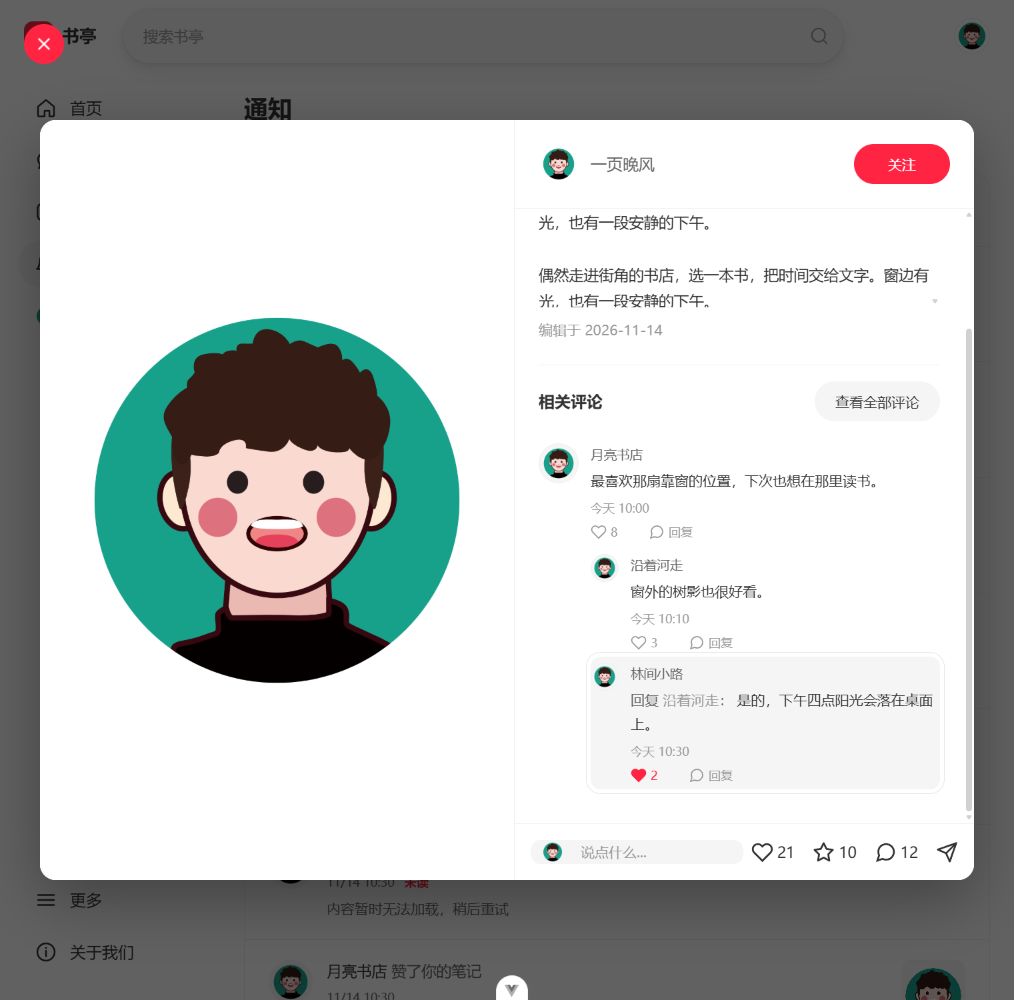 书亭
搜索书亭
首页
通知
一页晚风
关注
光，也有一段安静的下午。
偶然走进街角的书店，选一本书，把时间交给文字。窗边有
光，也有一段安静的下午。
编辑于 2026-11-14
相关评论
查看全部评论
月亮书店
最喜欢那扇靠窗的位置，下次也想在那里读书。
今天 10:00
8
回复
沿着河走
窗外的树影也很好看。
今天 10:10
3
回复
林间小路
回复 沿着河走： 是的，下午四点阳光会落在桌面
上。
今天 10:30
2
回复
说点什么...
21
10
12
11/14 10:30 未读
内容暂时无法加载，稍后重试
更多
关于我们
月亮书店 赞了你的笔记
11/14 10:30